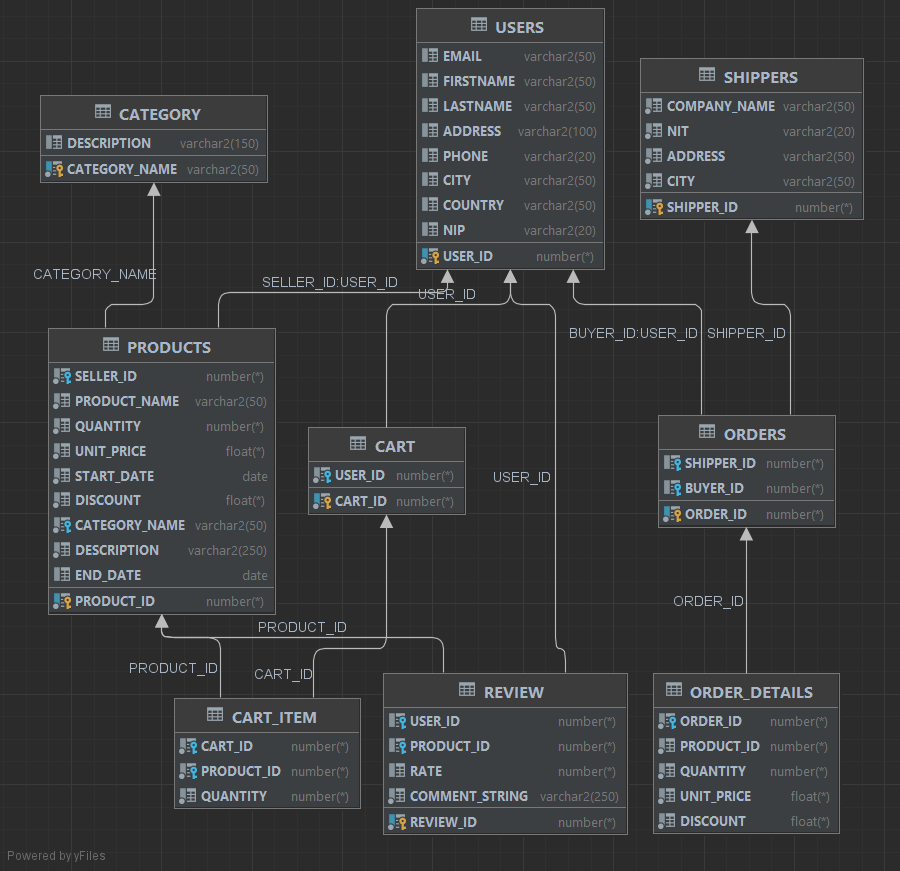 USERS
EMAIL varchar2(50)
FIRSTNAME varchar2(50)
LASTNAME varchar2(50)
ADDRESS varchar2(100)
PHONE varchar2(20)
CITY varchar2(50)
COUNTRY varchar2(50)
NIP varchar2(20)
USER_ID number(*)
SHIPPERS
COMPANY_NAME varchar2(50)
NIT varchar2(20)
ADDRESS varchar2(50)
CITY varchar2(50)
SHIPPER_ID number(*)
CATEGORY
DESCRIPTION varchar2(150)
CATEGORY_NAME varchar2(50)
CATEGORY_NAME
SELLER_ID:USER_ID
USER_ID
BUYER_ID:USER_ID
SHIPPER_ID
PRODUCTS
SELLER_ID number(*)
PRODUCT_NAME varchar2(50)
QUANTITY number(*)
UNIT_PRICE float(*)
START_DATE date
DISCOUNT float(*)
CATEGORY_NAME varchar2(50)
DESCRIPTION varchar2(250)
END_DATE date
PRODUCT_ID number(*)
CART
USER_ID number(*)
CART_ID number(*)
USER_ID
ORDERS
SHIPPER_ID number(*)
BUYER_ID number(*)
ORDER_ID number(*)
ORDER_ID
PRODUCT_ID
PRODUCT_ID
CART_ID
CART_ITEM
CART_ID number(*)
PRODUCT_ID number(*)
QUANTITY number(*)
REVIEW
USER_ID number(*)
PRODUCT_ID number(*)
RATE number(*)
COMMENT_STRING varchar2(250)
REVIEW_ID number(*)
ORDER_DETAILS
ORDER_ID number(*)
PRODUCT_ID number(*)
QUANTITY number(*)
UNIT_PRICE float(*)
DISCOUNT float(*)
Powered by yFiles